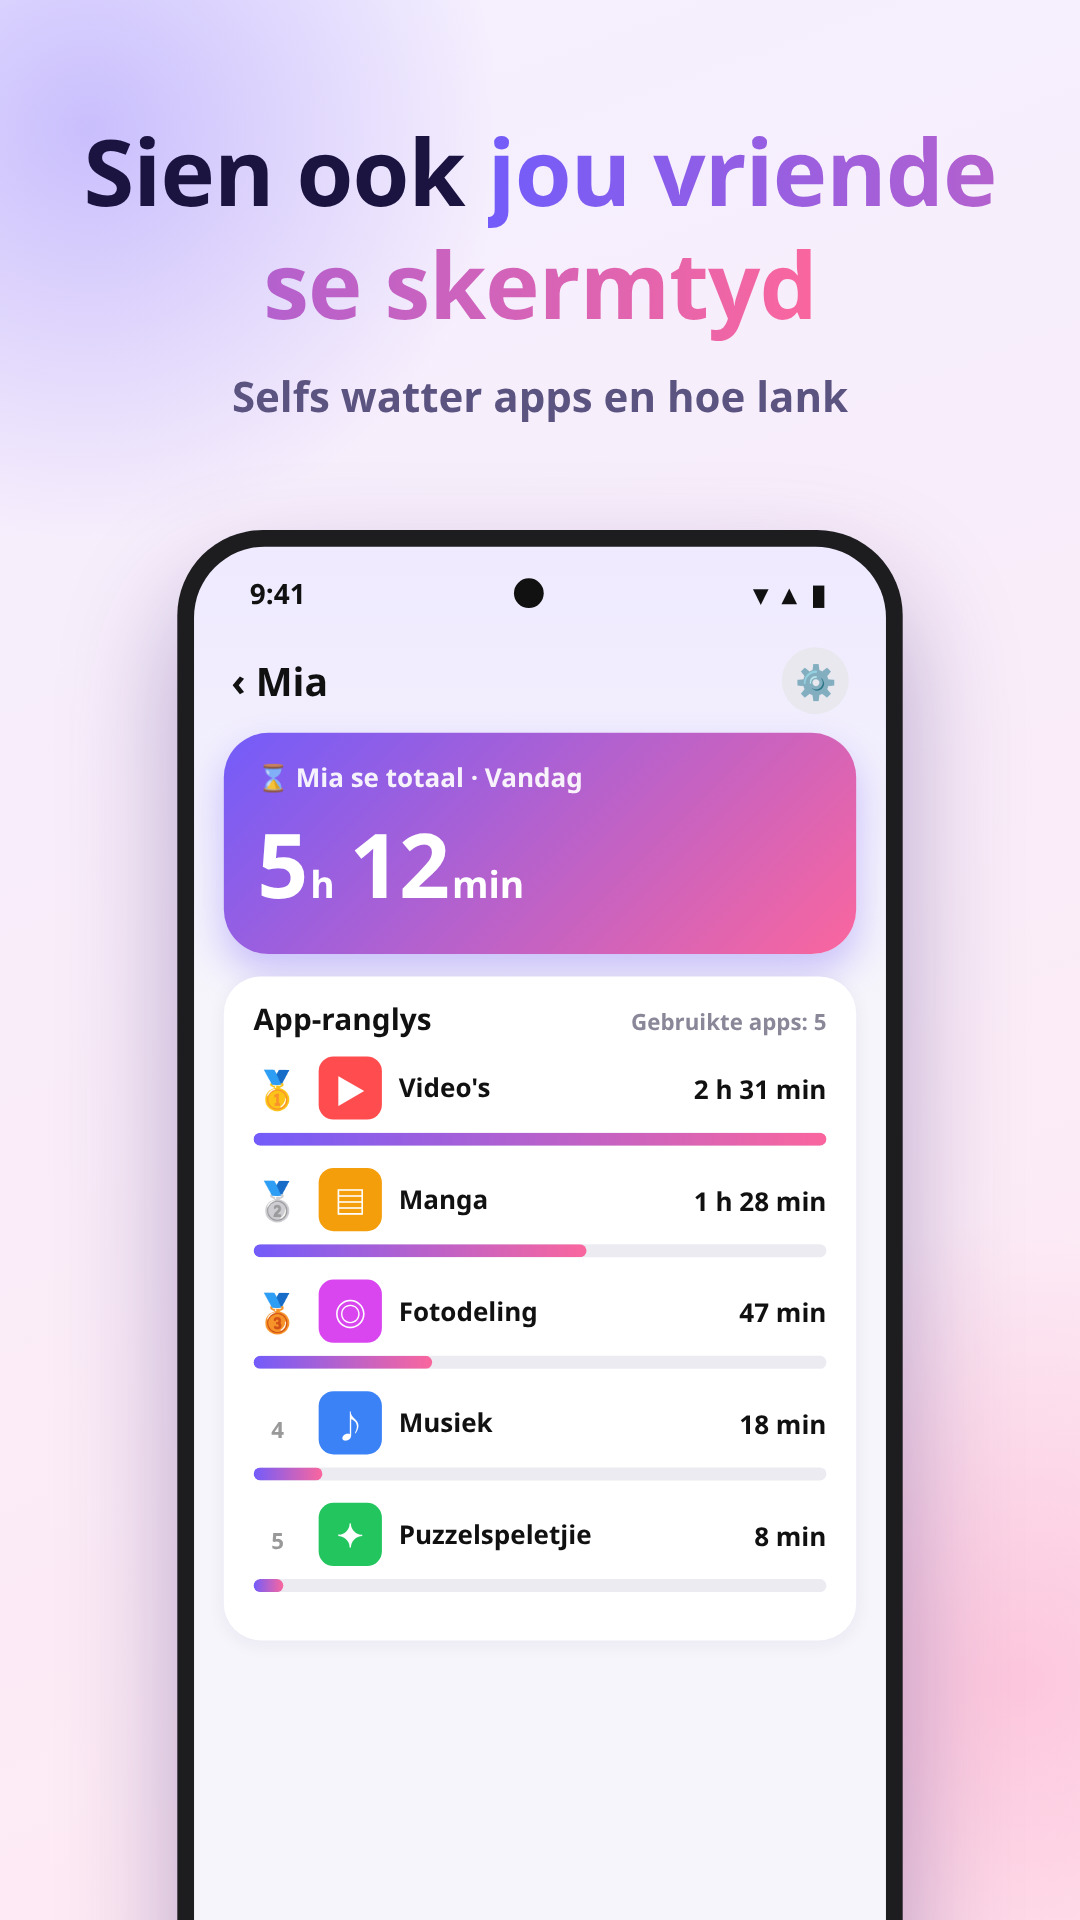 Sien ook jou vriende
se skermtyd
Selfs watter apps en hoe lank
9:41
‹ Mia
⌛ Mia se totaal · Vandag
5h 12min
App-ranglys
Gebruikte apps: 5
Video's
2 h 31 min
Manga
1 h 28 min
Fotodeling
47 min
4
Musiek
18 min
5
Puzzelspeletjie
8 min